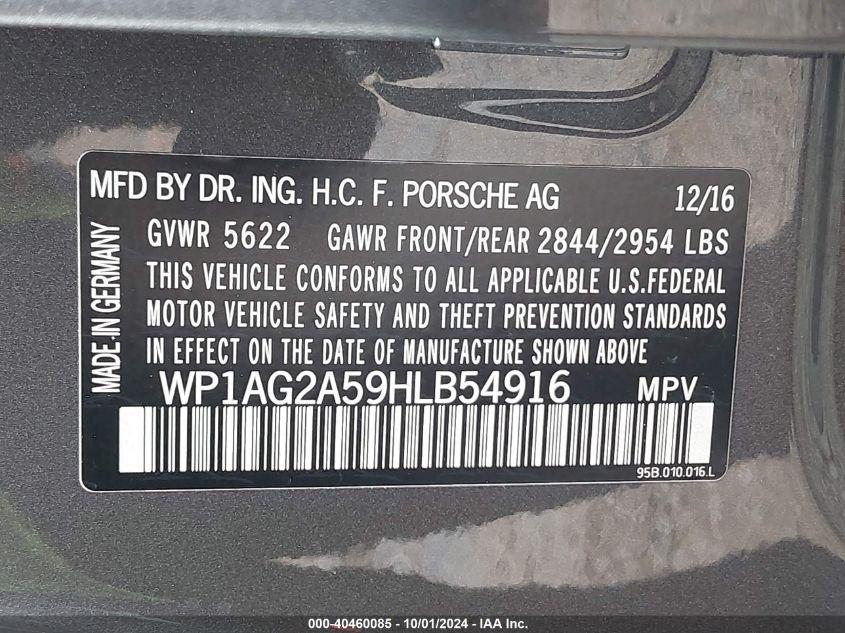 MFD BY DR. ING. H.C. F. PORSCHE AG 12/16
GVWR 5622 GAWR FRONT/REAR 2844/2954 LBS
THIS VEHICLE CONFORMS TO ALL APPLICABLE U.S.FEDERAL
MOTOR VEHICLE SAFETY AND THEFT PREVENTION STANDARDS
IN EFFECT ON THE DATE OF MANUFACTURE SHOWN ABOVE
MADE IN GERMANY
WP1AG2A59HLB54916 MPV
95B.010.016.L
000-40460085 - 10/01/2024 - IAA Inc.